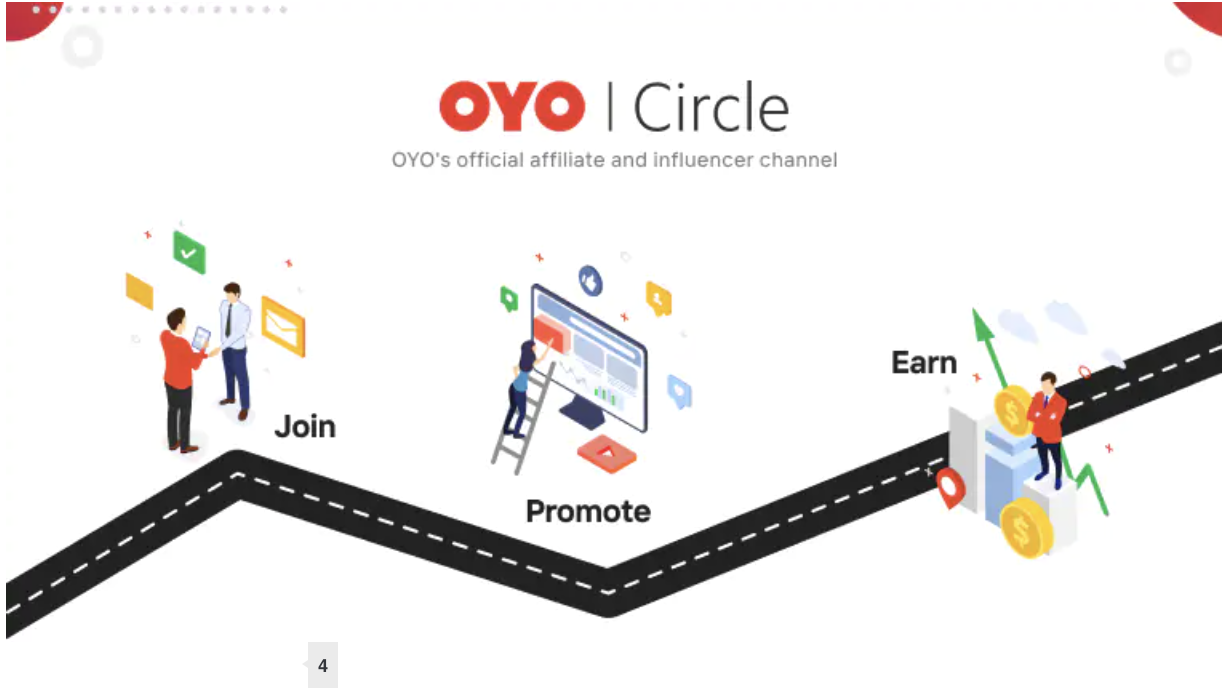 OYO | Circle
OYO's official affiliate and influencer channel
Join
Promote
Earn
$
$
4